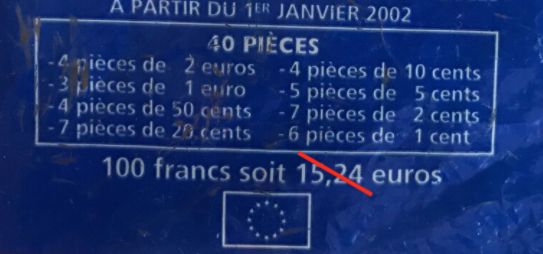 A PARTIR DU 1ER JANVIER 2002
40 PIÈCES
-4 pièces de 2 euros
-3 pièces de 1 euro
-4 pièces de 50 cents
-7 pièces de 20 cents
-4 pièces de 10 cents
-5 pièces de 5 cents
-7 pièces de 2 cents
-6 pièces de 1 cent
100 francs soit 15,24 euros